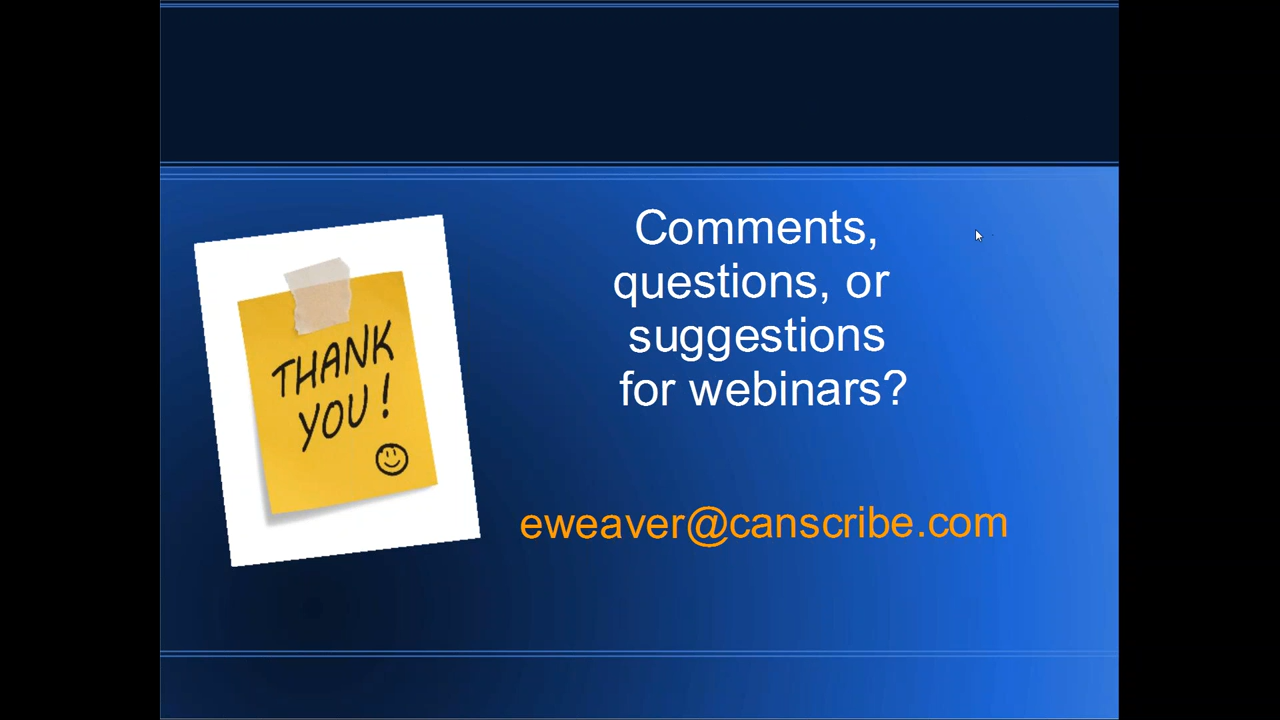 THANK
YOU!
Comments,
questions, or
suggestions
for webinars?
eweaver@canscribe.com